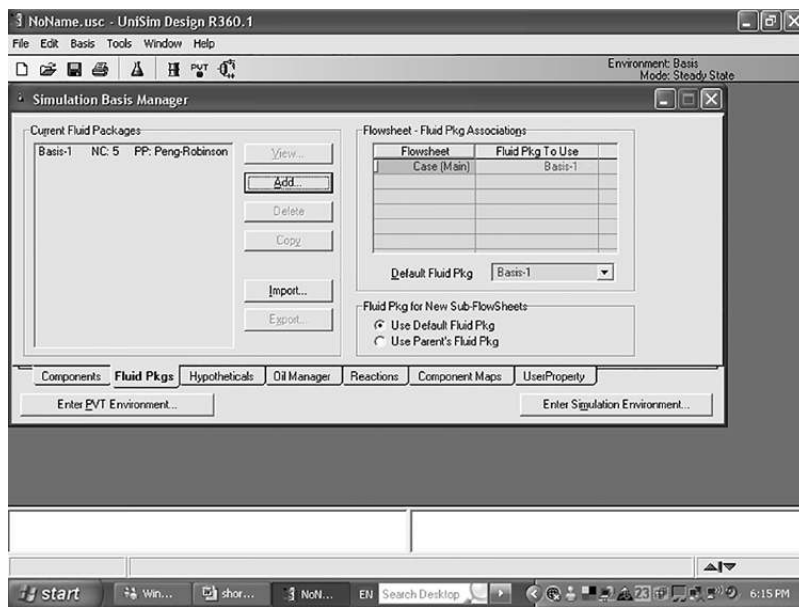 NoName.usc - UniSim Design R360.1
File Edit Basis Tools Window Help
PVT
Environment: Basis
Mode: Steady State
Simulation Basis Manager
Current Fluid Packages
Basis-1 NC: 5 PP: Peng-Robinson
View...
Add...
Delete
Copy
Import...
Export...
Flowsheet - Fluid Pkg Associations
Flowsheet Fluid Pkg To Use
Case (Main) Basis-1
Default Fluid Pkg Basis-1
Fluid Pkg for New Sub-FlowSheets
Use Default Fluid Pkg
Use Parent's Fluid Pkg
Components Fluid Pkgs Hypotheticals Oil Manager Reactions Component Maps UserProperty
Enter PVT Environment... Enter Simulation Environment...
start Win... shor... NoN... EN Search Desktop 23 6:15 PM